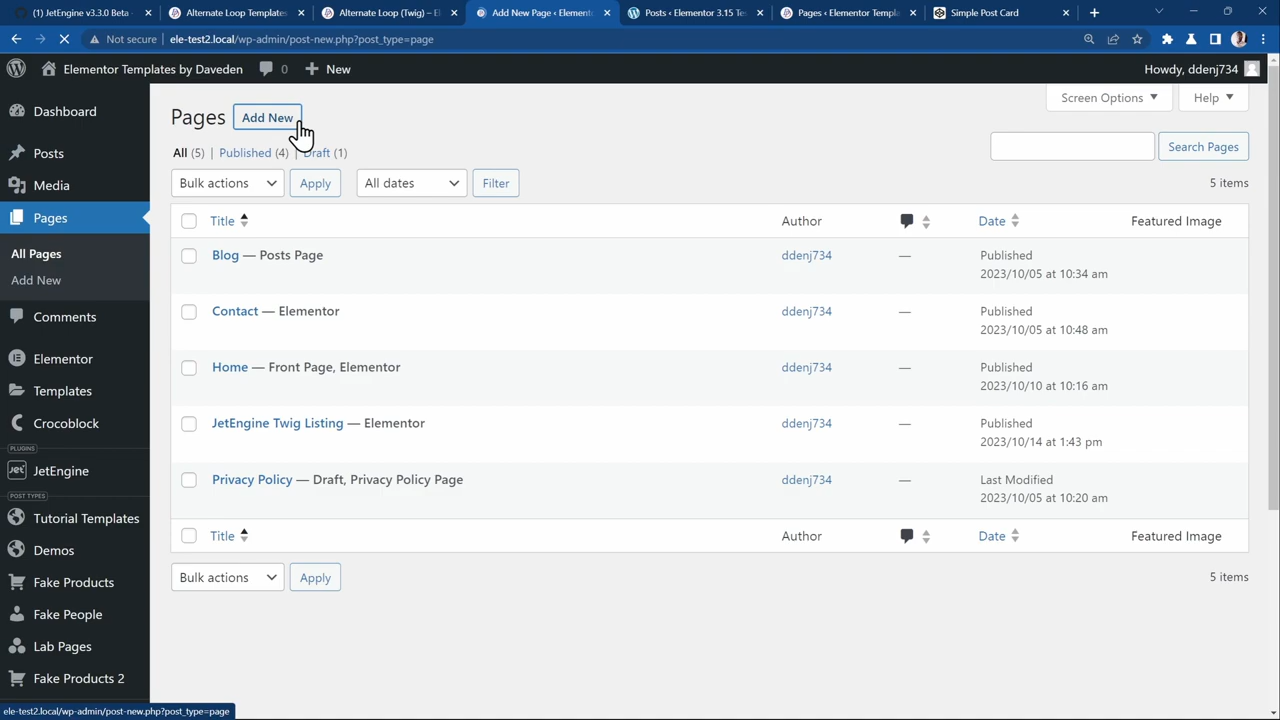 (1) JetEngine v3.3.0 Beta
Alternate Loop Templates
Alternate Loop (Twig) – El
Add New Page ‹ Element
Posts ‹ Elementor 3.15 Te
Pages ‹ Elementor Templ
Simple Post Card
Not secure
ele-test2.local/wp-admin/post-new.php?post_type=page
Elementor Templates by Daveden
0
New
Howdy, ddenj734
Dashboard
Posts
Media
Pages
All Pages
Add New
Comments
Elementor
Templates
Crocoblock
PLUGINS
Jet
JetEngine
POST TYPES
Tutorial Templates
Demos
Fake Products
Fake People
Lab Pages
Fake Products 2
Pages
Add New
Screen Options
Help
All (5) | Published (4) | Draft (1)
Search Pages
Bulk actions
Apply
All dates
Filter
5 items
Title
Author
Date
Featured Image
Blog — Posts Page
ddenj734
—
Published
2023/10/05 at 10:34 am
Contact — Elementor
ddenj734
—
Published
2023/10/05 at 10:48 am
Home — Front Page, Elementor
ddenj734
—
Published
2023/10/10 at 10:16 am
JetEngine Twig Listing — Elementor
ddenj734
—
Published
2023/10/14 at 1:43 pm
Privacy Policy — Draft, Privacy Policy Page
ddenj734
—
Last Modified
2023/10/05 at 10:20 am
Title
Author
Date
Featured Image
Bulk actions
Apply
5 items
ele-test2.local/wp-admin/post-new.php?post_type=page